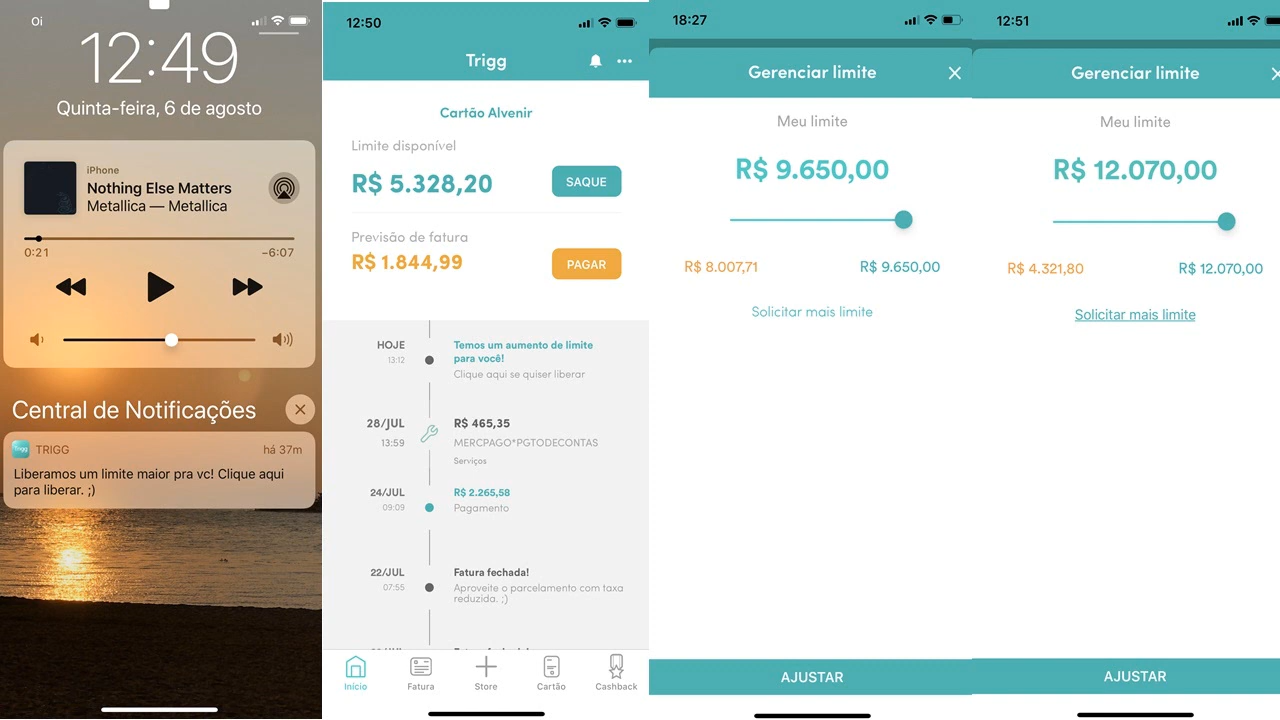 Oi
12:49
Quinta-feira, 6 de agosto
iPhone
Nothing Else Matters
Metallica — Metallica
0:21
−6:07
Central de Notificações
Trigg
TRIGG
há 37m
Liberamos um limite maior pra vc! Clique aqui
para liberar. ;)
12:50
Trigg
Cartão Alvenir
Limite disponível
R$ 5.328,20
SAQUE
Previsão de fatura
R$ 1.844,99
PAGAR
HOJE
13:12
Temos um aumento de limite
para você!
Clique aqui se quiser liberar
28/JUL
13:59
R$ 465,35
MERCPAGO*PGTODECONTAS
Serviços
24/JUL
09:09
R$ 2.265,58
Pagamento
22/JUL
07:55
Fatura fechada!
Aproveite o parcelamento com taxa
reduzida. ;)
Início
Fatura
Store
Cartão
Cashback
18:27
Gerenciar limite
Meu limite
R$ 9.650,00
R$ 8.007,71
R$ 9.650,00
Solicitar mais limite
AJUSTAR
12:51
Gerenciar limite
Meu limite
R$ 12.070,00
R$ 4.321,80
R$ 12.070,00
Solicitar mais limite
AJUSTAR